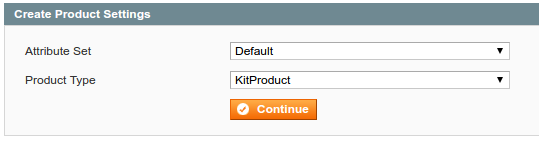 Create Product Settings
Attribute Set Default
Product Type KitProduct
Continue